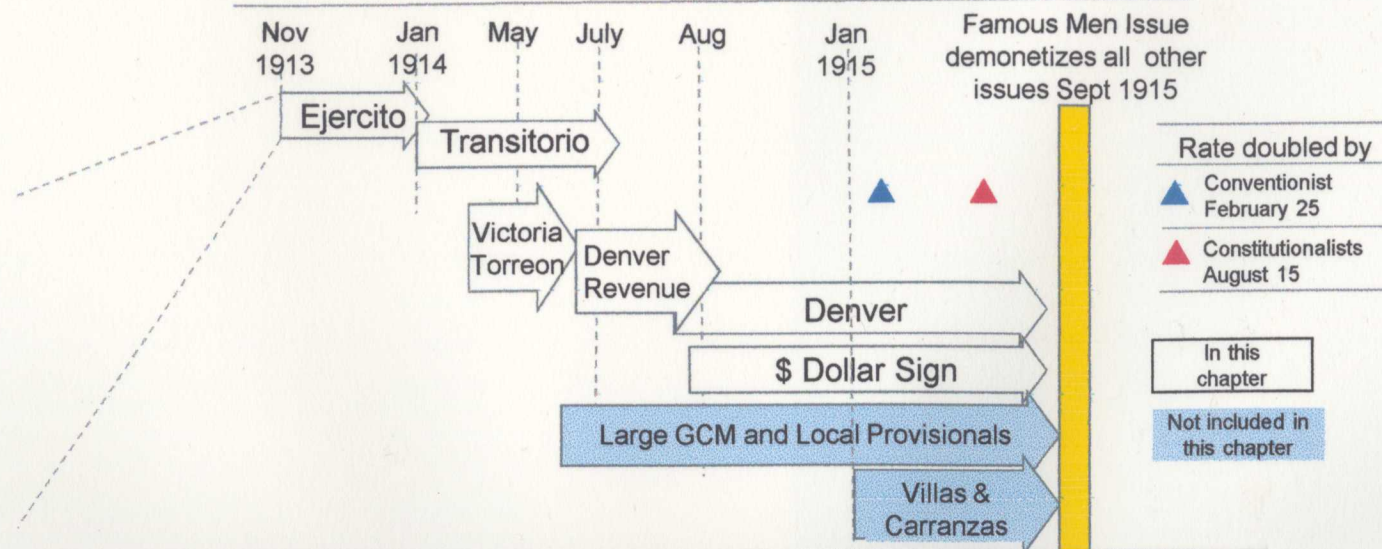 Nov
1913
Jan
1914
May
July
Aug
Jan
1915
Famous Men Issue
demonetizes all other
issues Sept 1915
Ejercito
Transitorio
Rate doubled by
Conventionist
February 25
Constitutionalists
August 15
Victoria
Torreon
Denver
Revenue
Denver
$ Dollar Sign
In this
chapter
Large GCM and Local Provisionals
Not included in
this chapter
Villas &
Carranzas